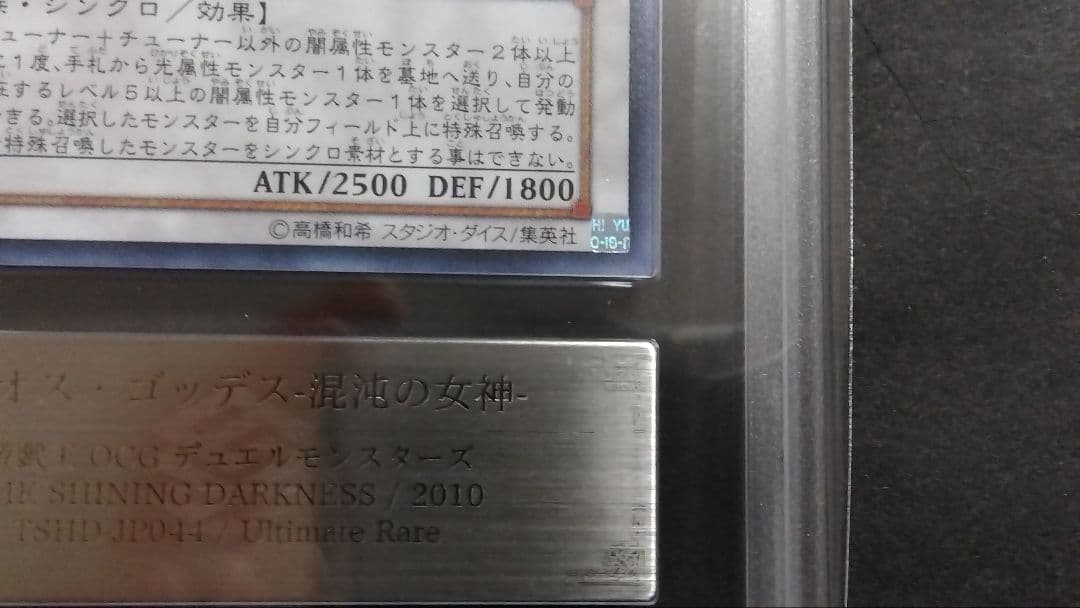 ・シンクロ／効果】
ューナー＋チューナー以外の闇属性モンスター２体以上
に１度、手札から光属性モンスター１体を墓地へ送り、自分の
在するレベル５以上の闇属性モンスター１体を選択して発動
きる。選択したモンスターを自分フィールド上に特殊召喚する。
特殊召喚したモンスターをシンクロ素材とする事はできない。
ATK/2500 DEF/1800
©高橋和希 スタジオ・ダイス/集英社
オス・ゴッデス-混沌の女神-
戯王 OCG デュエルモンスターズ
SHINING DARKNESS / 2010
TSHD JP044 / Ultimate Rare